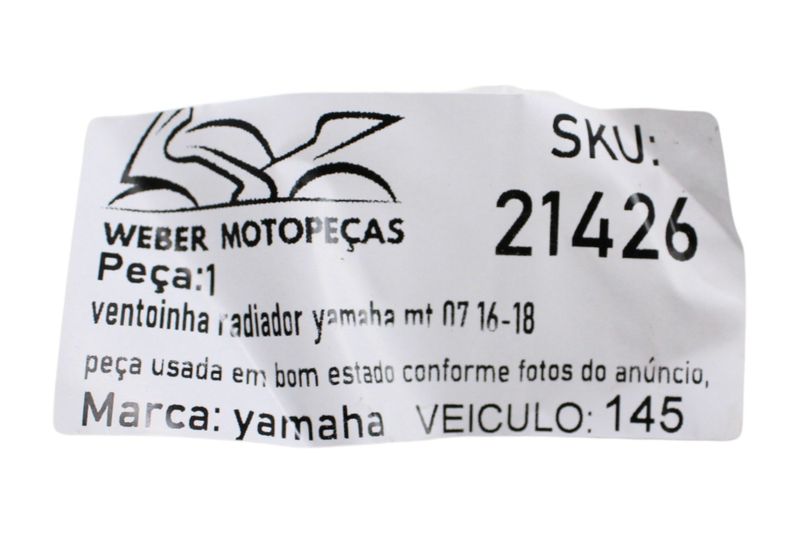 SKU:
21426
WEBER MOTOPEÇAS
Peça:1
ventoinha radiador yamaha mt 07 16-18
peça usada em bom estado conforme fotos do anúncio,
Marca: yamaha VEICULO: 145